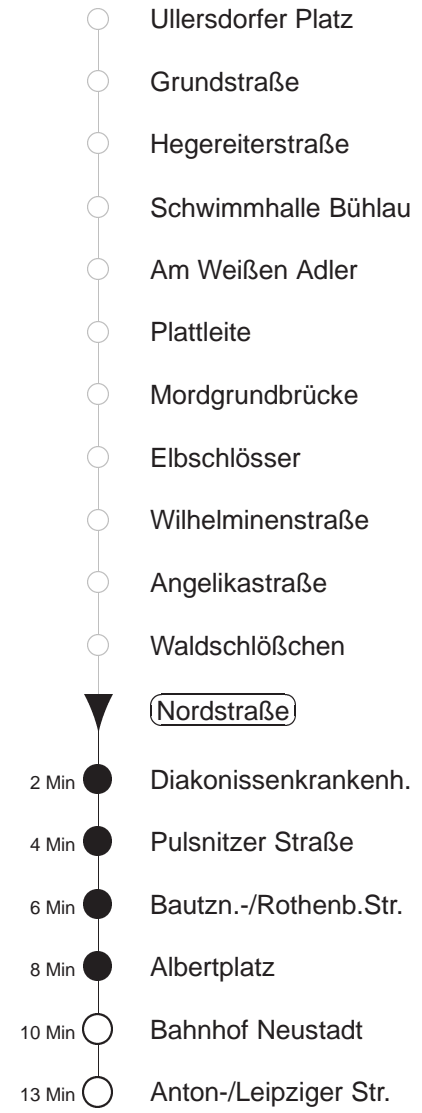 Ullersdorfer Platz
Grundstraße
Hegereiterstraße
Schwimmhalle Bühlau
Am Weißen Adler
Plattleite
Mordgrundbrücke
Elbschlösser
Wilhelminenstraße
Angelikastraße
Waldschlößchen
Nordstraße
2 Min Diakonissenkrankenh.
4 Min Pulsnitzer Straße
6 Min Bautzn.-/Rothenb.Str.
8 Min Albertplatz
10 Min Bahnhof Neustadt
13 Min Anton-/Leipziger Str.